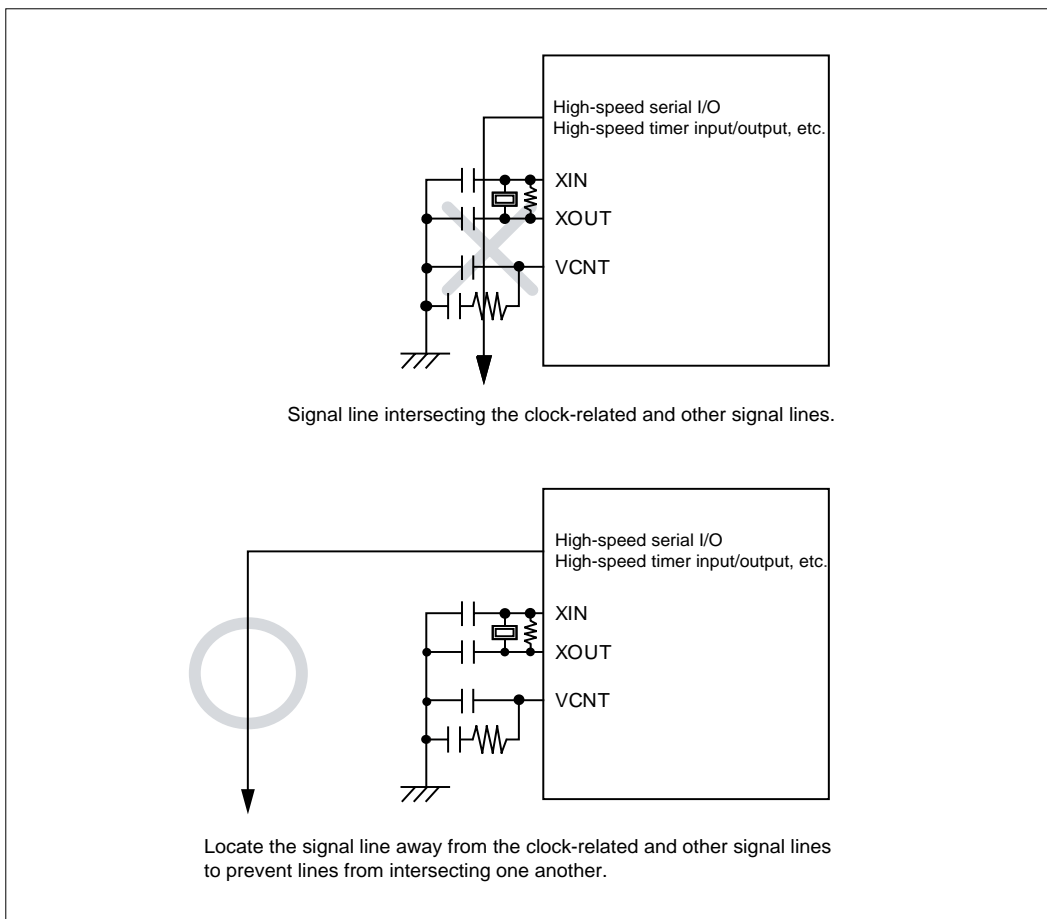 High-speed serial I/O
High-speed timer input/output, etc.
XIN
XOUT
VCNT
Signal line intersecting the clock-related and other signal lines.
High-speed serial I/O
High-speed timer input/output, etc.
XIN
XOUT
VCNT
Locate the signal line away from the clock-related and other signal lines
to prevent lines from intersecting one another.